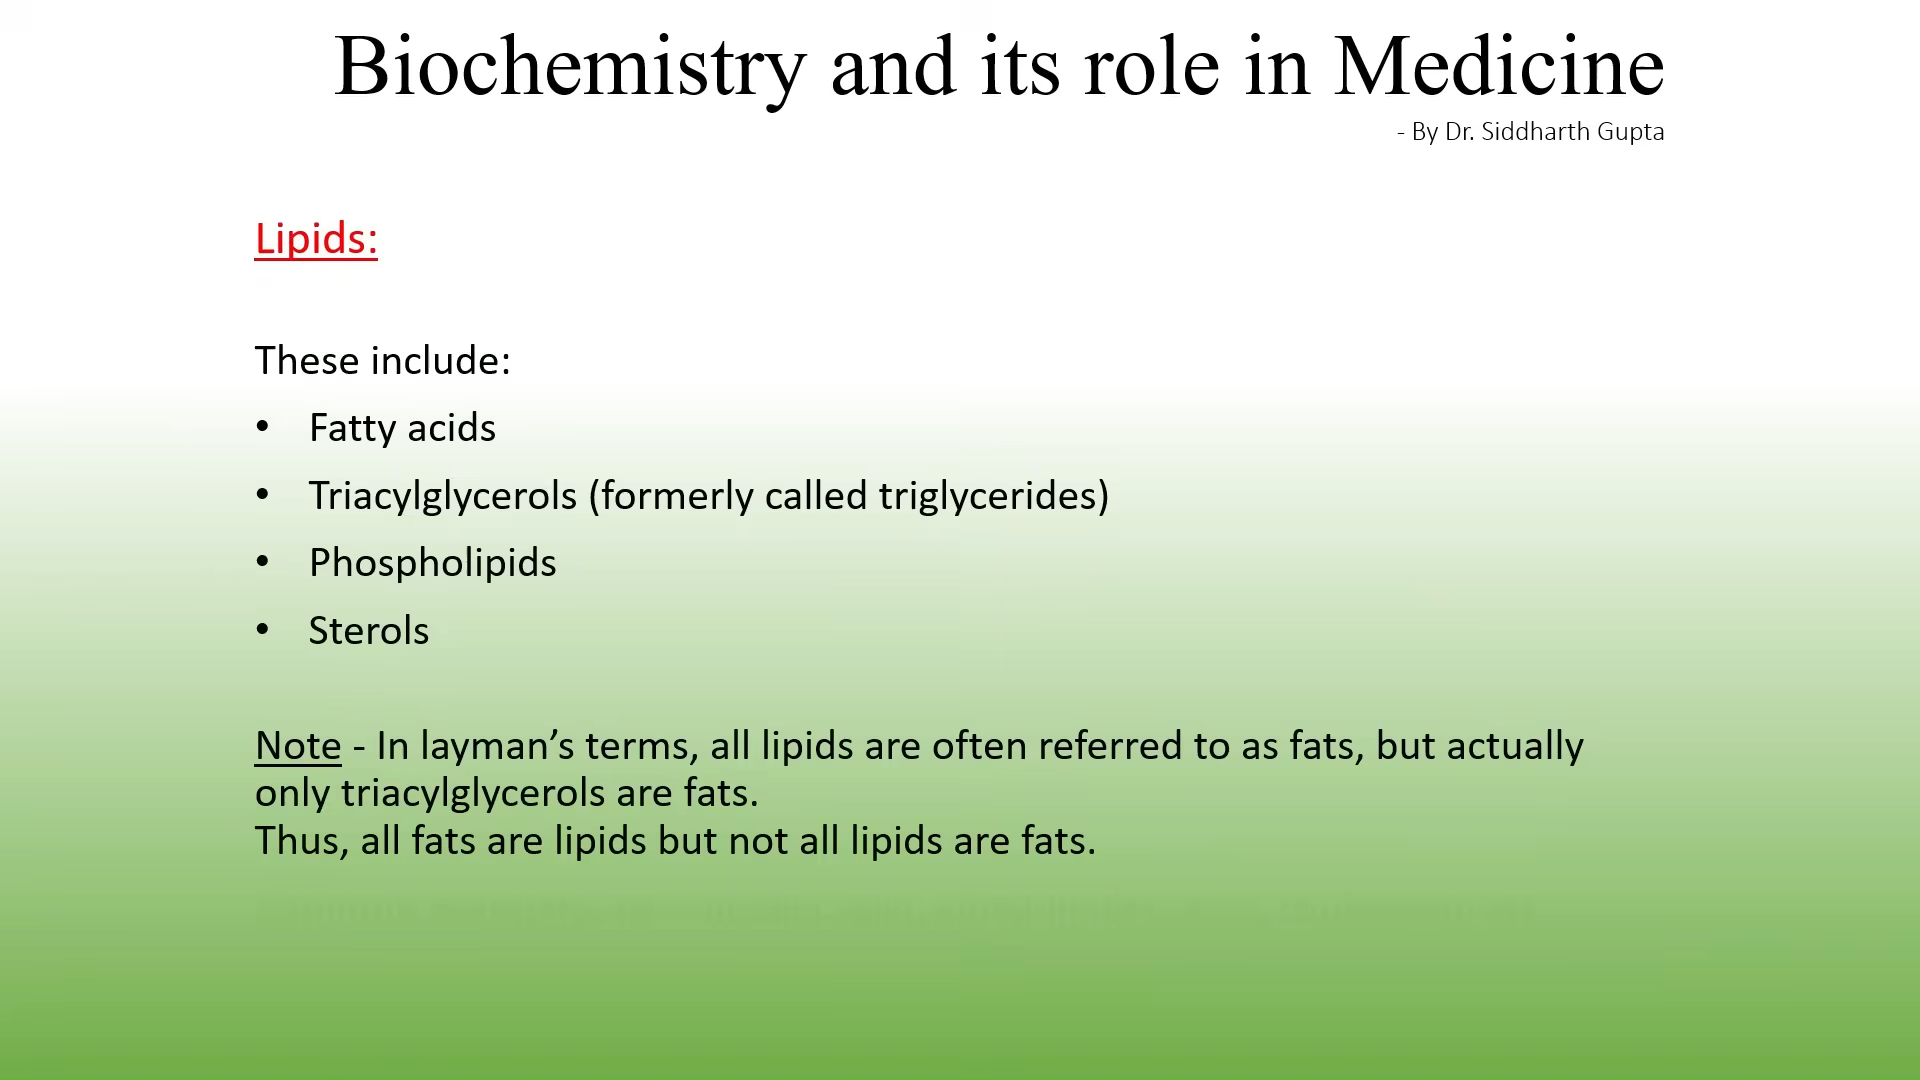 Biochemistry and its role in Medicine
- By Dr. Siddharth Gupta
Lipids:
These include:
• Fatty acids
• Triacylglycerols (formerly called triglycerides)
• Phospholipids
• Sterols
Note - In layman’s terms, all lipids are often referred to as fats, but actually
only triacylglycerols are fats.
Thus, all fats are lipids but not all lipids are fats.